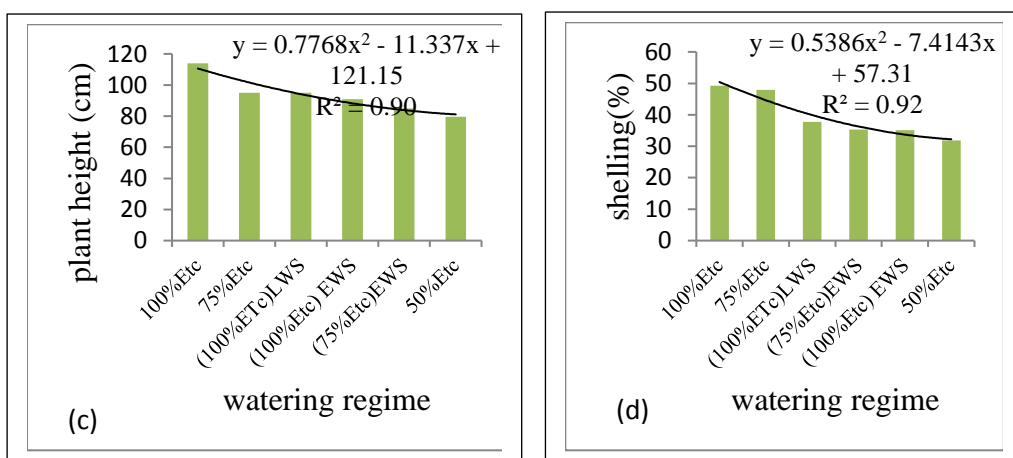 y = 0.7768x² - 11.337x +
121.15
R² = 0.90
plant height (cm)
120
100
80
60
40
20
0
100%Etc
75%Etc
(100%ETc)LWS
(100%Etc) EWS
(75%Etc)EWS
50%Etc
watering regime
(c)
y = 0.5386x² - 7.4143x
+ 57.31
R² = 0.92
shelling(%)
60
50
40
30
20
10
0
100%Etc
75%Etc
(100%ETc)LWS
(75%Etc)EWS
(100%Etc) EWS
50%Etc
watering regime
(d)